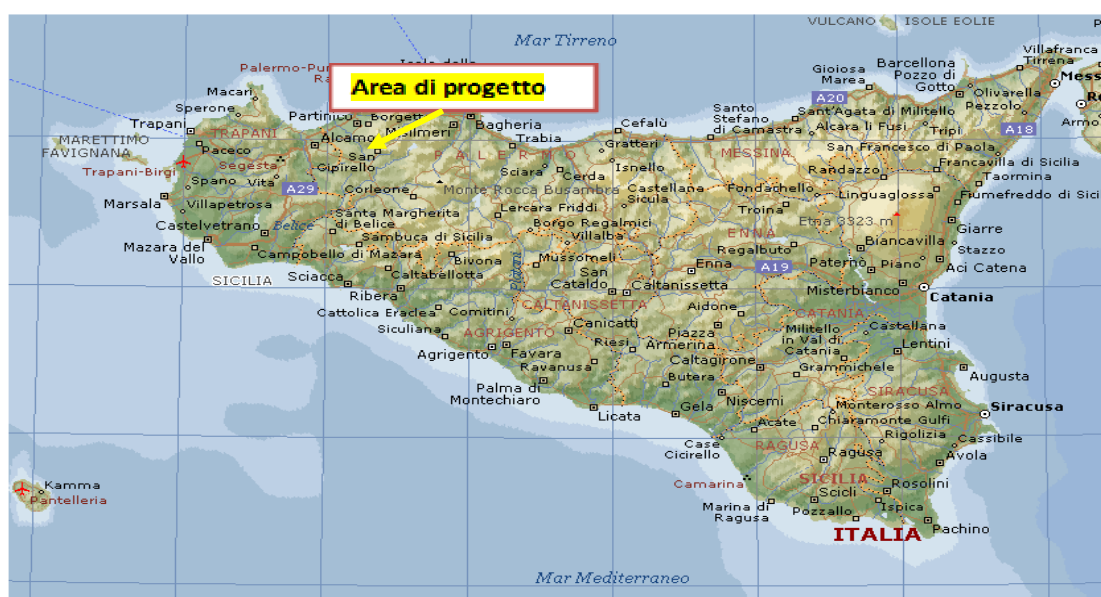 VULCANO
ISOLE EOLIE
Mar Tirreno
Villafranca
Tirrena
Palermo-Pun
Area di progetto
Gioiosa
Marea
Barcellona
Pozzo di
Gotto
Mess
Macari
Olivarella
Sperone
Partinico
Borgett
A20
Pezzolo
Trapani
Bagheria
Cefalù
Santo
Stefano
di Camastra
Sant'Agata di Militello
Armo
MARETTIMO
FAVIGNANA
TRAPANI
Alcamo
Misilmeri
Trabia
Alcara li Fusi
Tripi
A18
Paceco
San
Gipirello
PALERMO
Gratteri
MESSINA
San Francesco di Paola
Segesta
Sciara
Cerda
Isnello
Randazzo
Francavilla di Sicilia
Trapani-Birgi
Spano
Vita
A29
Corleone
Monte Rocca Busambra
Castellana
Sicula
Fondachello
Linguaglossa
Taormina
Marsala
Villapetrosa
Santa Margherita
di Belice
Lercara Friddi
Troina
Fiumefreddo di Sici
Castelvetrano
Belice
Borgo Regalmici
Etna 3323 m
Giarre
Mazara del
Vallo
Sambuca di Sicilia
Villalba
ENNA
Regalbuto
Biancavilla
Stazzo
Campobello di Mazara
Bivona
Mussomeli
Enna
A19
Paternò
Piano
Aci Catena
SICILIA
Sciacca
Caltabellotta
Platani
San
Cataldo
Caltanissetta
Misterbianco
Ribera
Catania
Cattolica Eraclea
Comitini
CALTANISSETTA
Aidone
CATANIA
Siculiana
AGRIGENTO
Canicatti
Piazza
Armerina
Militello
in Val di
Catania
Castellana
Agrigento
Favara
Riesi
Lentini
Ravanusa
Caltagirone
Grammichele
Augusta
Palma di
Montechiaro
Butera
SIRACUSA
Licata
Gela
Niscemi
Monterosso Almo
Siracusa
Acate
Chiaramonte Gulfi
Case
Cicirello
RAGUSA
Rigolizia
Cassibile
Ragusa
Avola
Kamma
Camarina
SICILIA
Rosolini
Pantelleria
Scicli
Marina di
Ragusa
Pozzallo
Ispica
Pachino
ITALIA
Mar Mediterraneo